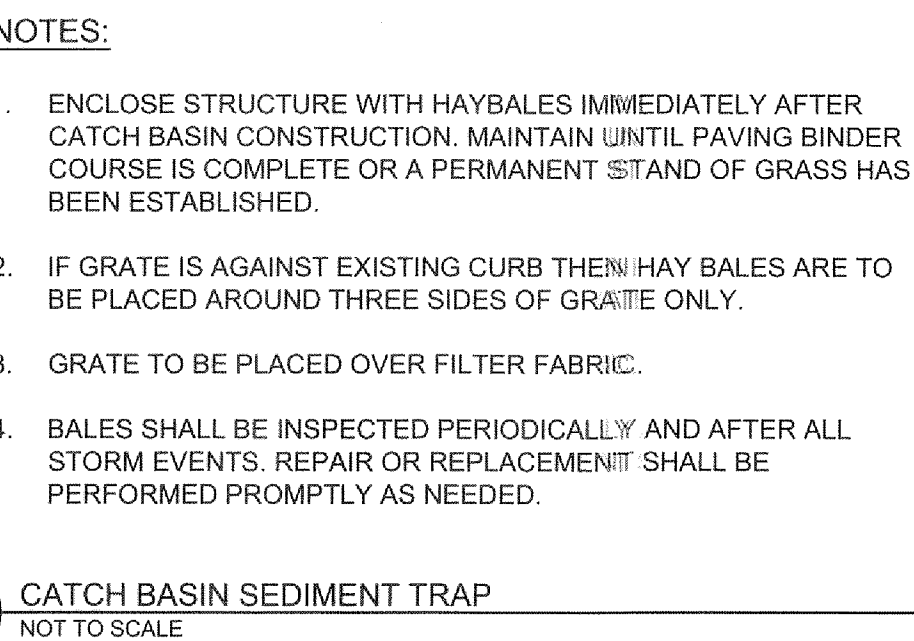 NOTES:
1. ENCLOSE STRUCTURE WITH HAYBALES IMMEDIATELY AFTER
CATCH BASIN CONSTRUCTION. MAINTAIN UNTIL PAVING BINDER
COURSE IS COMPLETE OR A PERMANENT STAND OF GRASS HAS
BEEN ESTABLISHED.
2. IF GRATE IS AGAINST EXISTING CURB THEN HAY BALES ARE TO
BE PLACED AROUND THREE SIDES OF GRATE ONLY.
3. GRATE TO BE PLACED OVER FILTER FABRIC.
4. BALES SHALL BE INSPECTED PERIODICALLY AND AFTER ALL
STORM EVENTS. REPAIR OR REPLACEMENT SHALL BE
PERFORMED PROMPTLY AS NEEDED.
CATCH BASIN SEDIMENT TRAP
NOT TO SCALE